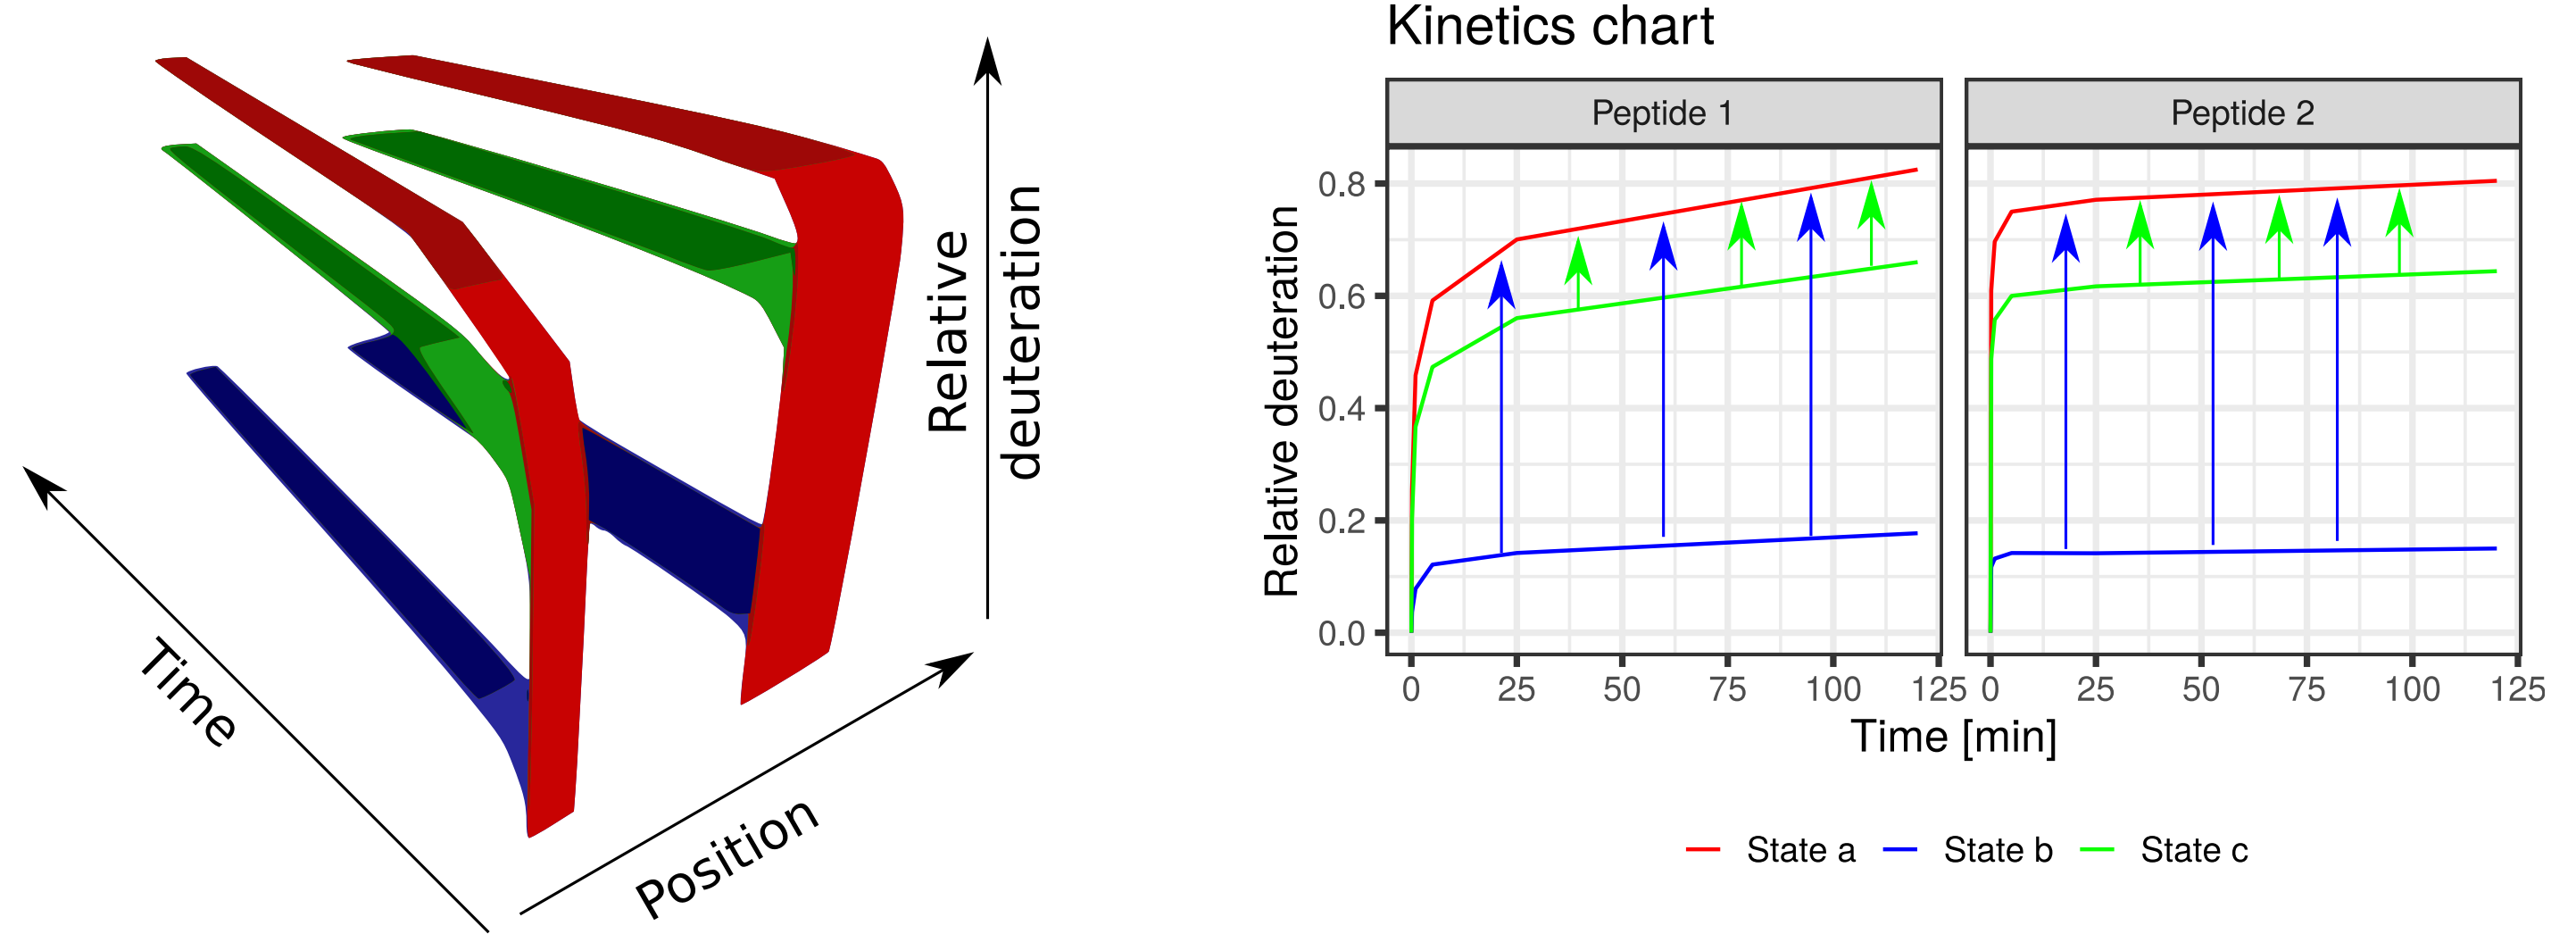 Time
Position
Relative
deuteration
Kinetics chart
Peptide 1
Peptide 2
Relative deuteration
0.8
0.6
0.4
0.2
0.0
0 25 50 75 100 125
0 25 50 75 100 125
Time [min]
State a State b State c